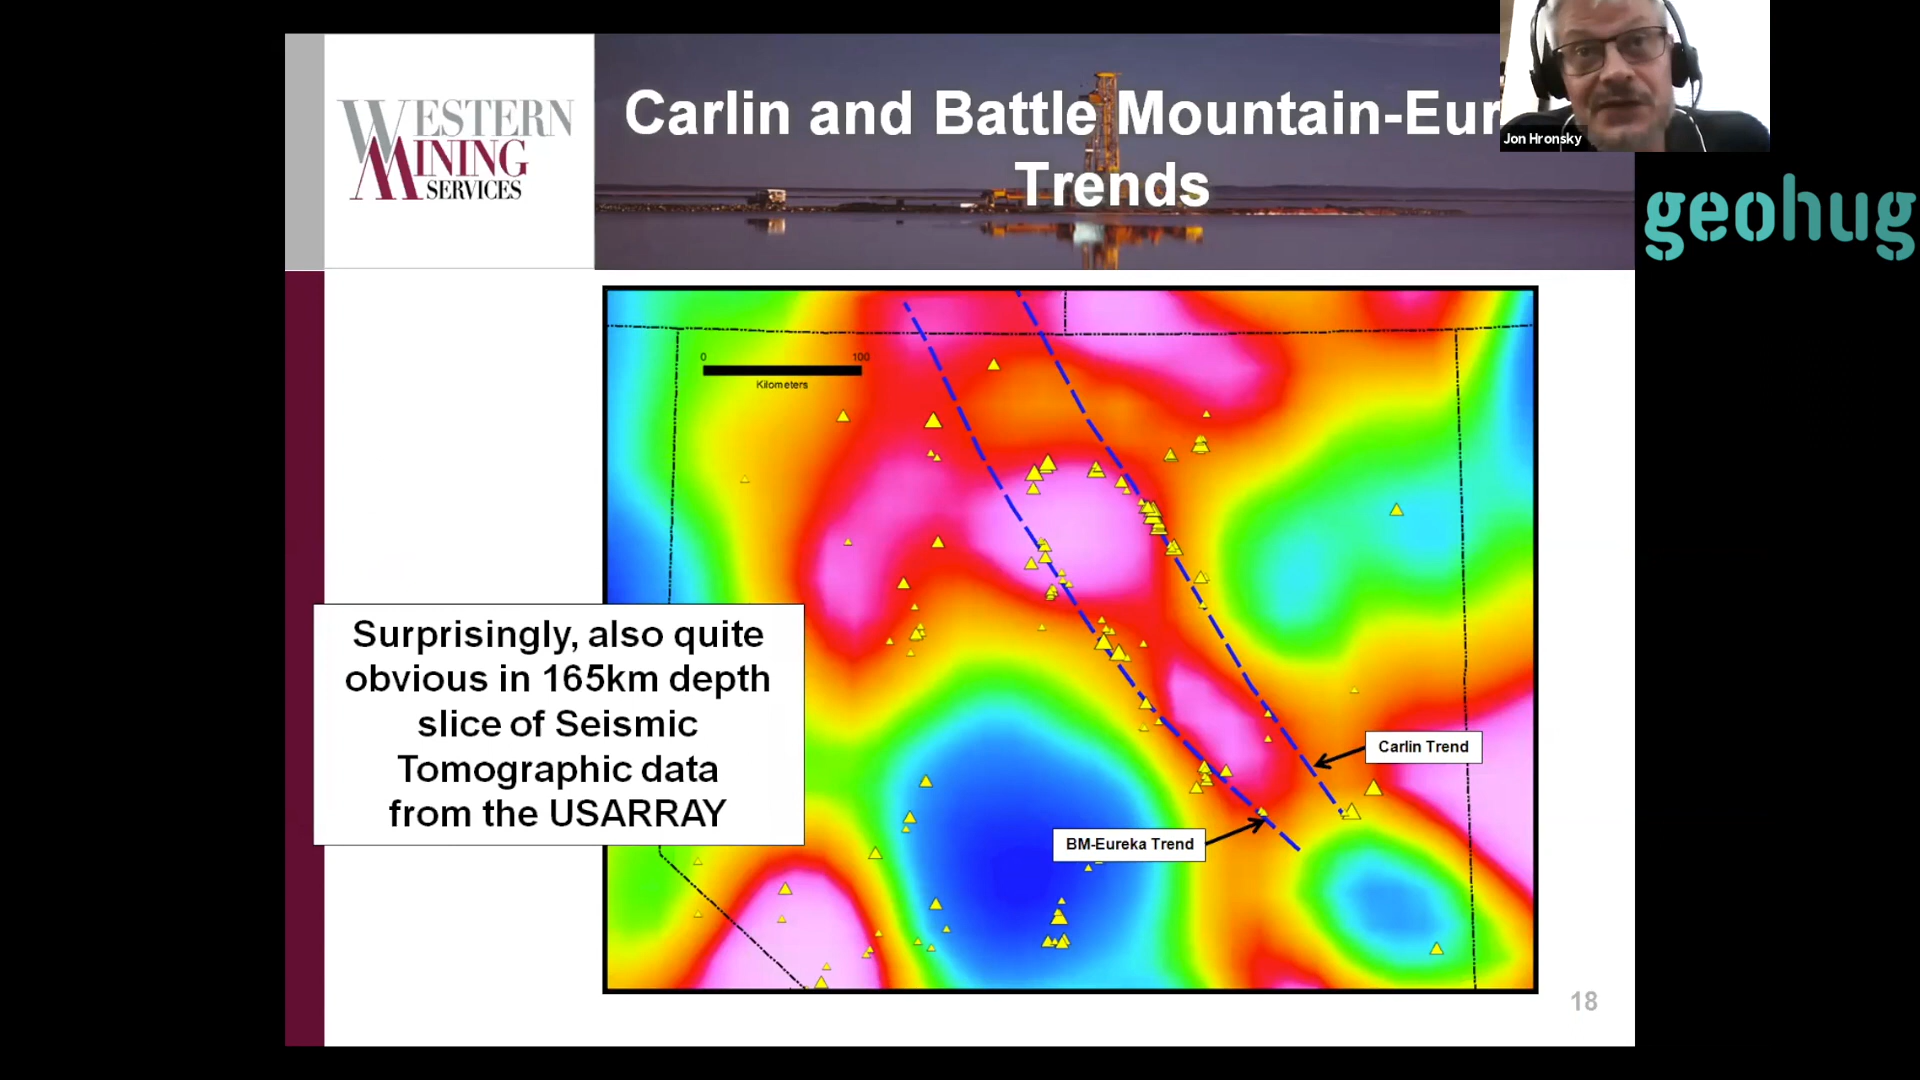 WESTERN
MINING
SERVICES
Carlin and Battle Mountain-Eur
Trends
Jon Hronsky
geohug
0 100
Kilometers
Surprisingly, also quite
obvious in 165km depth
slice of Seismic
Tomographic data
from the USARRAY
Carlin Trend
BM-Eureka Trend
18